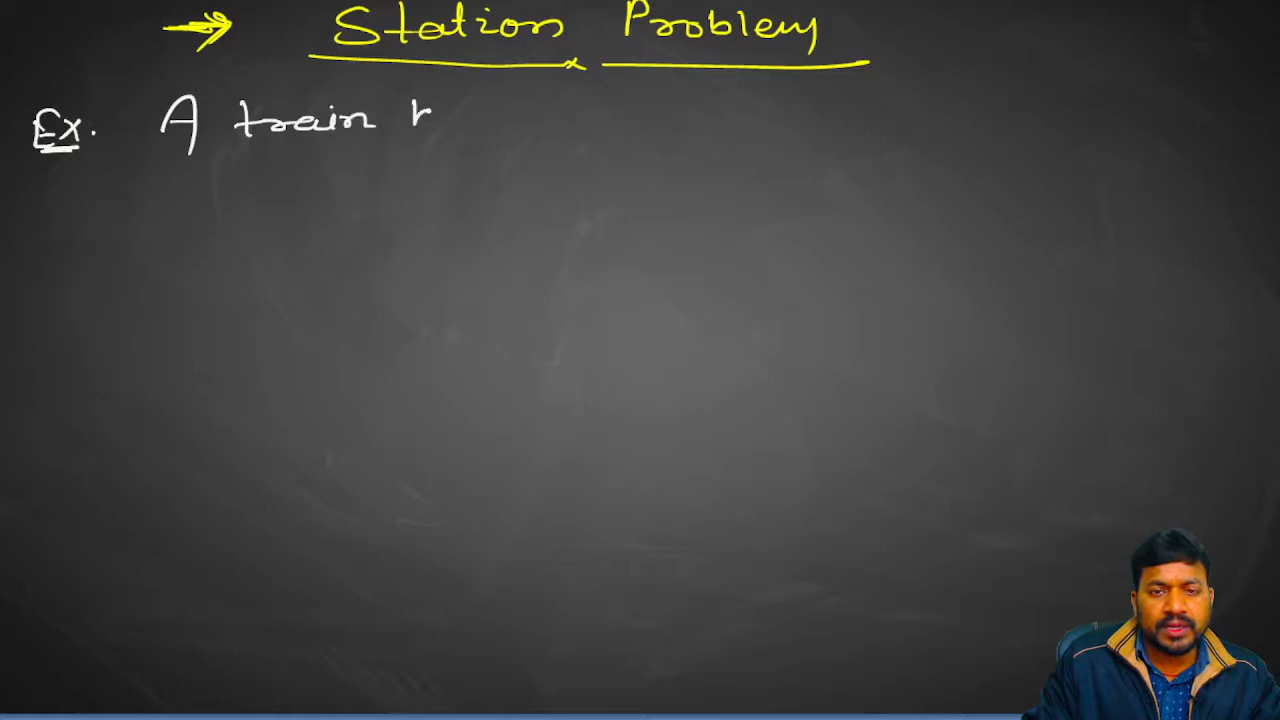 → Station Problem
Ex. A train